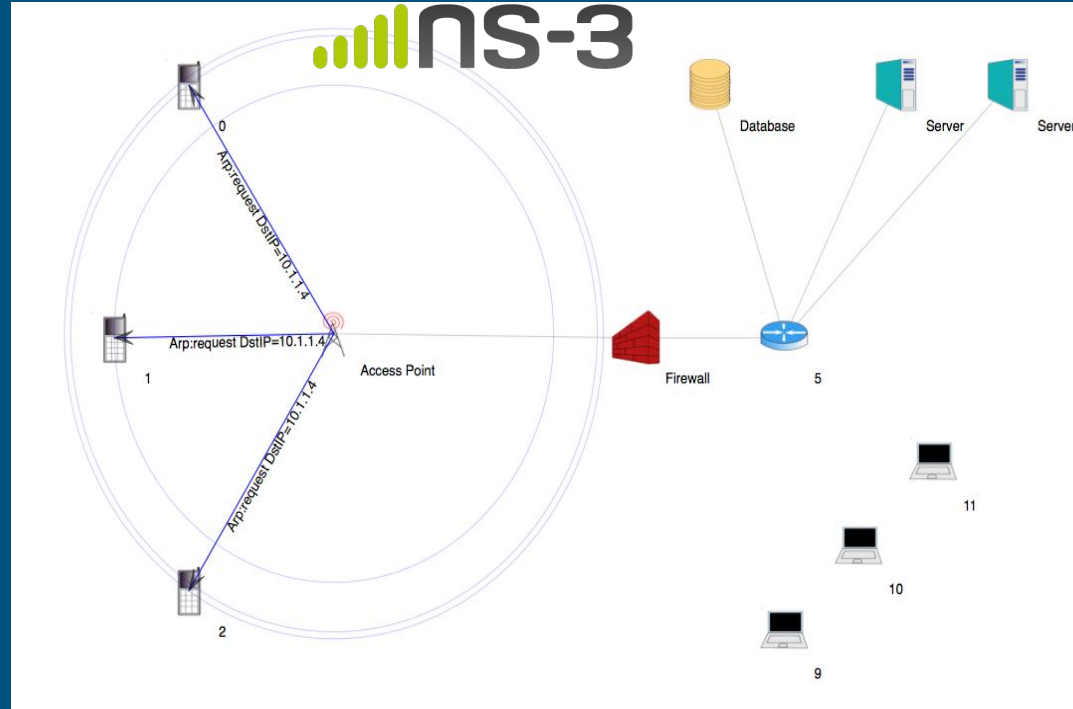 ns-3
0
Database
Server
Server
Arp:request DstIP=10.1.1.4
Arp:request DstIP=10.1.1.4
1
Access Point
Firewall
5
Arp:request DstIP=10.1.1.4
11
10
2
9